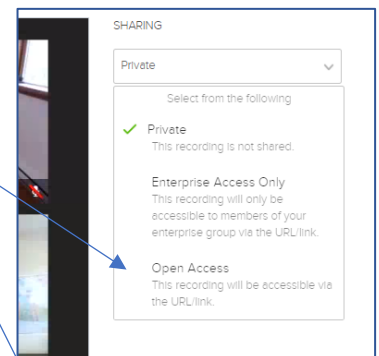 SHARING
Private
Select from the following
Private
This recording is not shared.
Enterprise Access Only
This recording will only be
accessible to members of your
enterprise group via the URL/link.
Open Access
This recording will be accessible via
the URL/link.